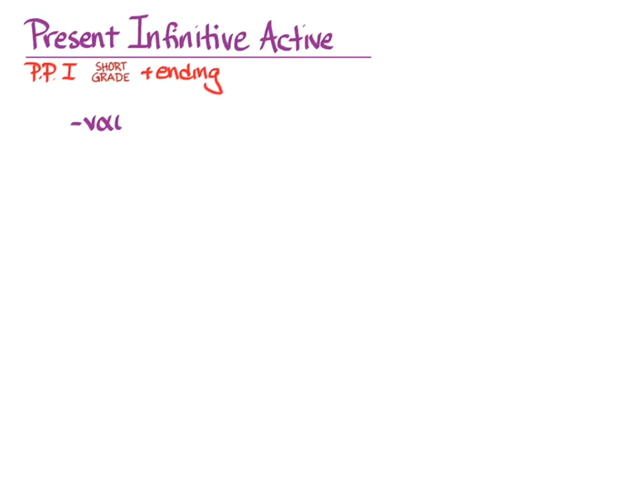 Present Infinitive Active
P.P. I SHORT GRADE + ending
-ναι